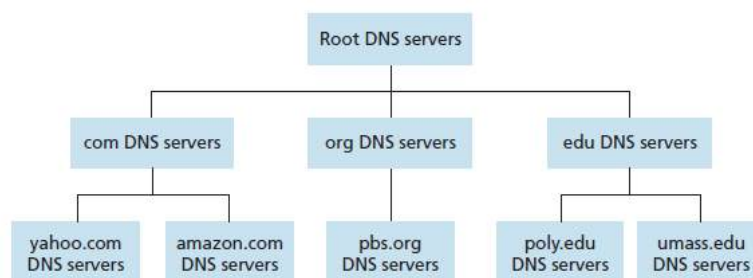 Root DNS servers
com DNS servers
org DNS servers
edu DNS servers
yahoo.com
DNS servers
amazon.com
DNS servers
pbs.org
DNS servers
poly.edu
DNS servers
umass.edu
DNS servers